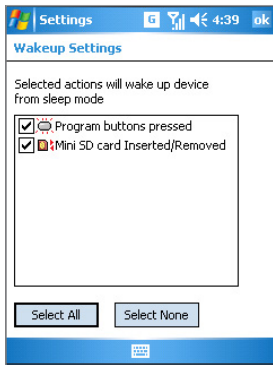 Settings G 4:39 ok
Wakeup Settings
Selected actions will wake up device
from sleep mode
Program buttons pressed
Mini SD card Inserted/Removed
Select All Select None